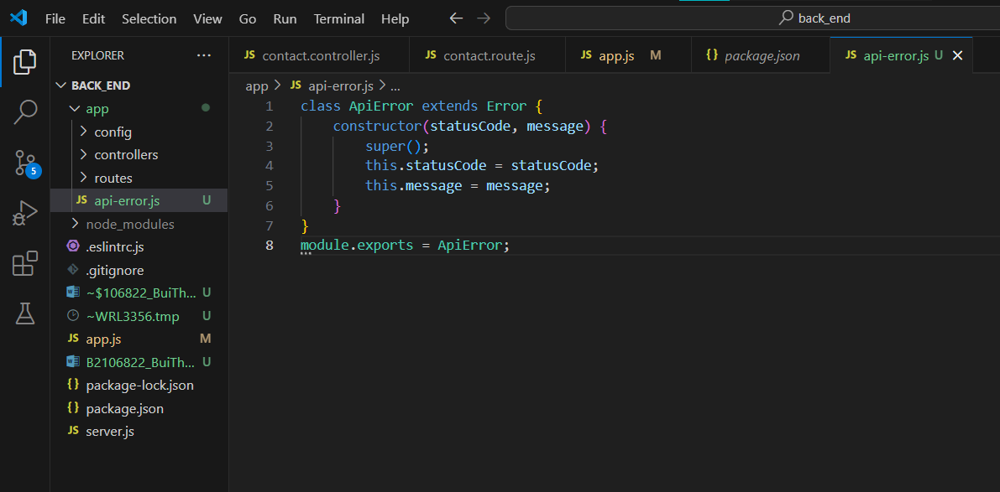 File Edit Selection View Go Run Terminal Help back_end
EXPLORER ...
BACK_END
app
config
controllers
routes
JS api-error.js U
node_modules
.eslintrc.js
.gitignore
~$106822_BuiTh... U
~WRL3356.tmp U
JS app.js M
B2106822_BuiTh... U
{} package-lock.json
{} package.json
JS server.js
5
JS contact.controller.js JS contact.route.js JS app.js M {} package.json JS api-error.js U
app > JS api-error.js > ...
1 class ApiError extends Error {
2 constructor(statusCode, message) {
3 super();
4 this.statusCode = statusCode;
5 this.message = message;
6 }
7 }
8 module.exports = ApiError;